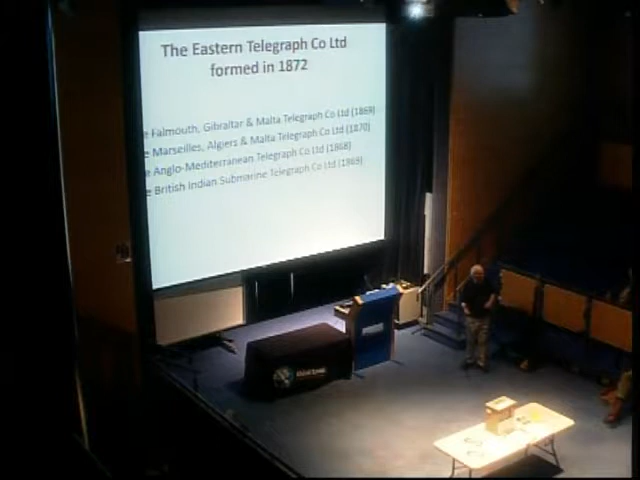 The Eastern Telegraph Co Ltd
formed in 1872
e Falmouth, Gibraltar & Malta Telegraph Co Ltd (1869)
e Marseilles, Algiers & Malta Telegraph Co Ltd (1870)
e Anglo-Mediterranean Telegraph Co Ltd (1868)
e British Indian Submarine Telegraph Co Ltd (1869)